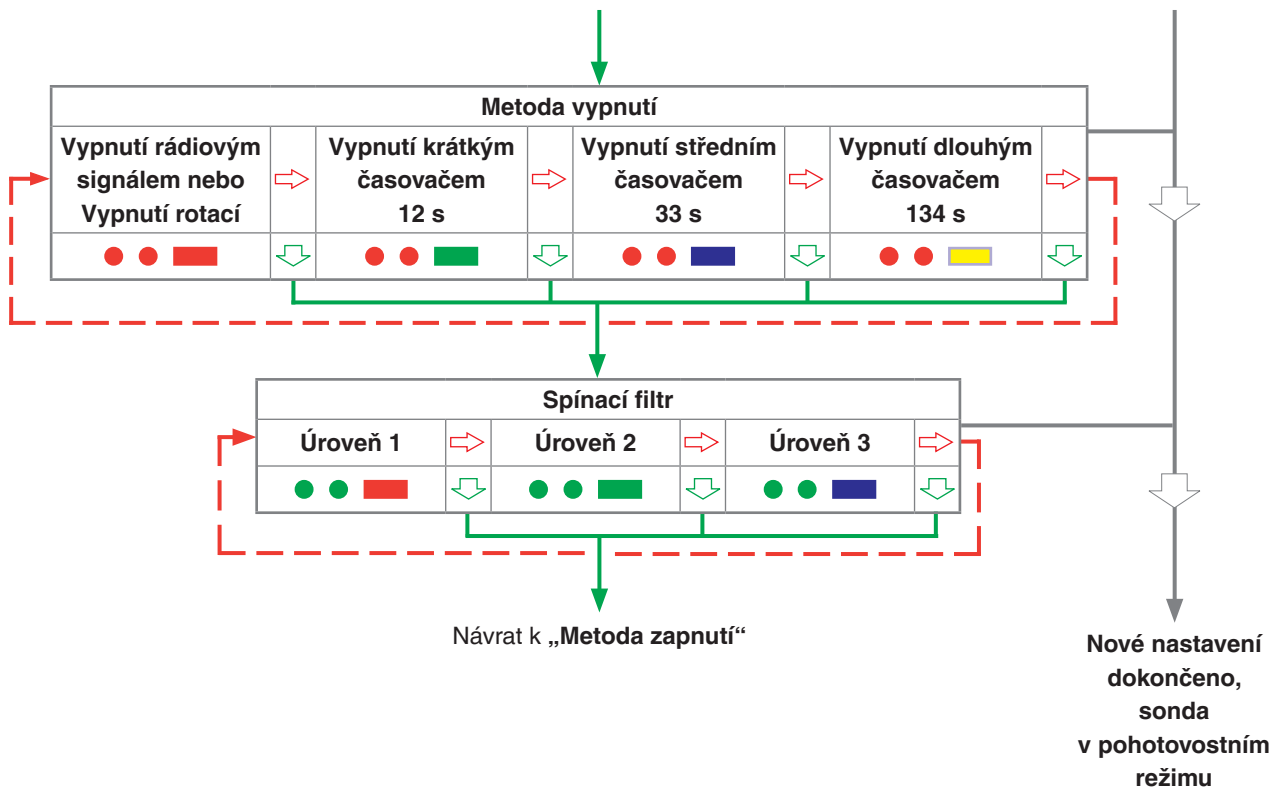 Metoda vypnutí
Vypnutí rádiovým
signálem nebo
Vypnutí rotací
Vypnutí krátkým
časovačem
12 s
Vypnutí středním
časovačem
33 s
Vypnutí dlouhým
časovačem
134 s
Spínací filtr
Úroveň 1
Úroveň 2
Úroveň 3
Návrat k „Metoda zapnutí“
Nové nastavení
dokončeno,
sonda
v pohotovostním
režimu